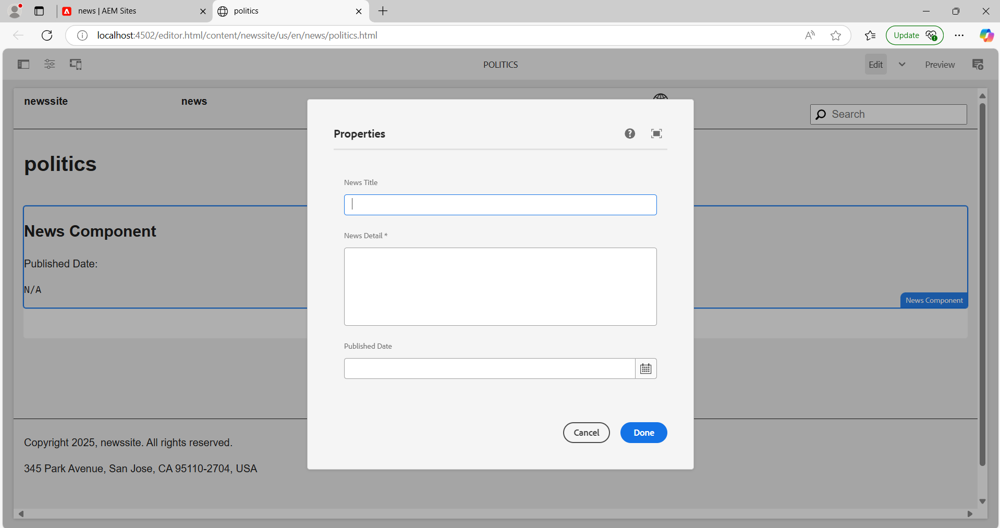 news | AEM Sites
politics
localhost:4502/editor.html/content/newssite/us/en/news/politics.html
Update
POLITICS
Edit
Preview
newssite
news
Search
politics
News Component
Published Date:
N/A
News Component
Properties
News Title
News Detail *
Published Date
Cancel
Done
Copyright 2025, newssite. All rights reserved.
345 Park Avenue, San Jose, CA 95110-2704, USA